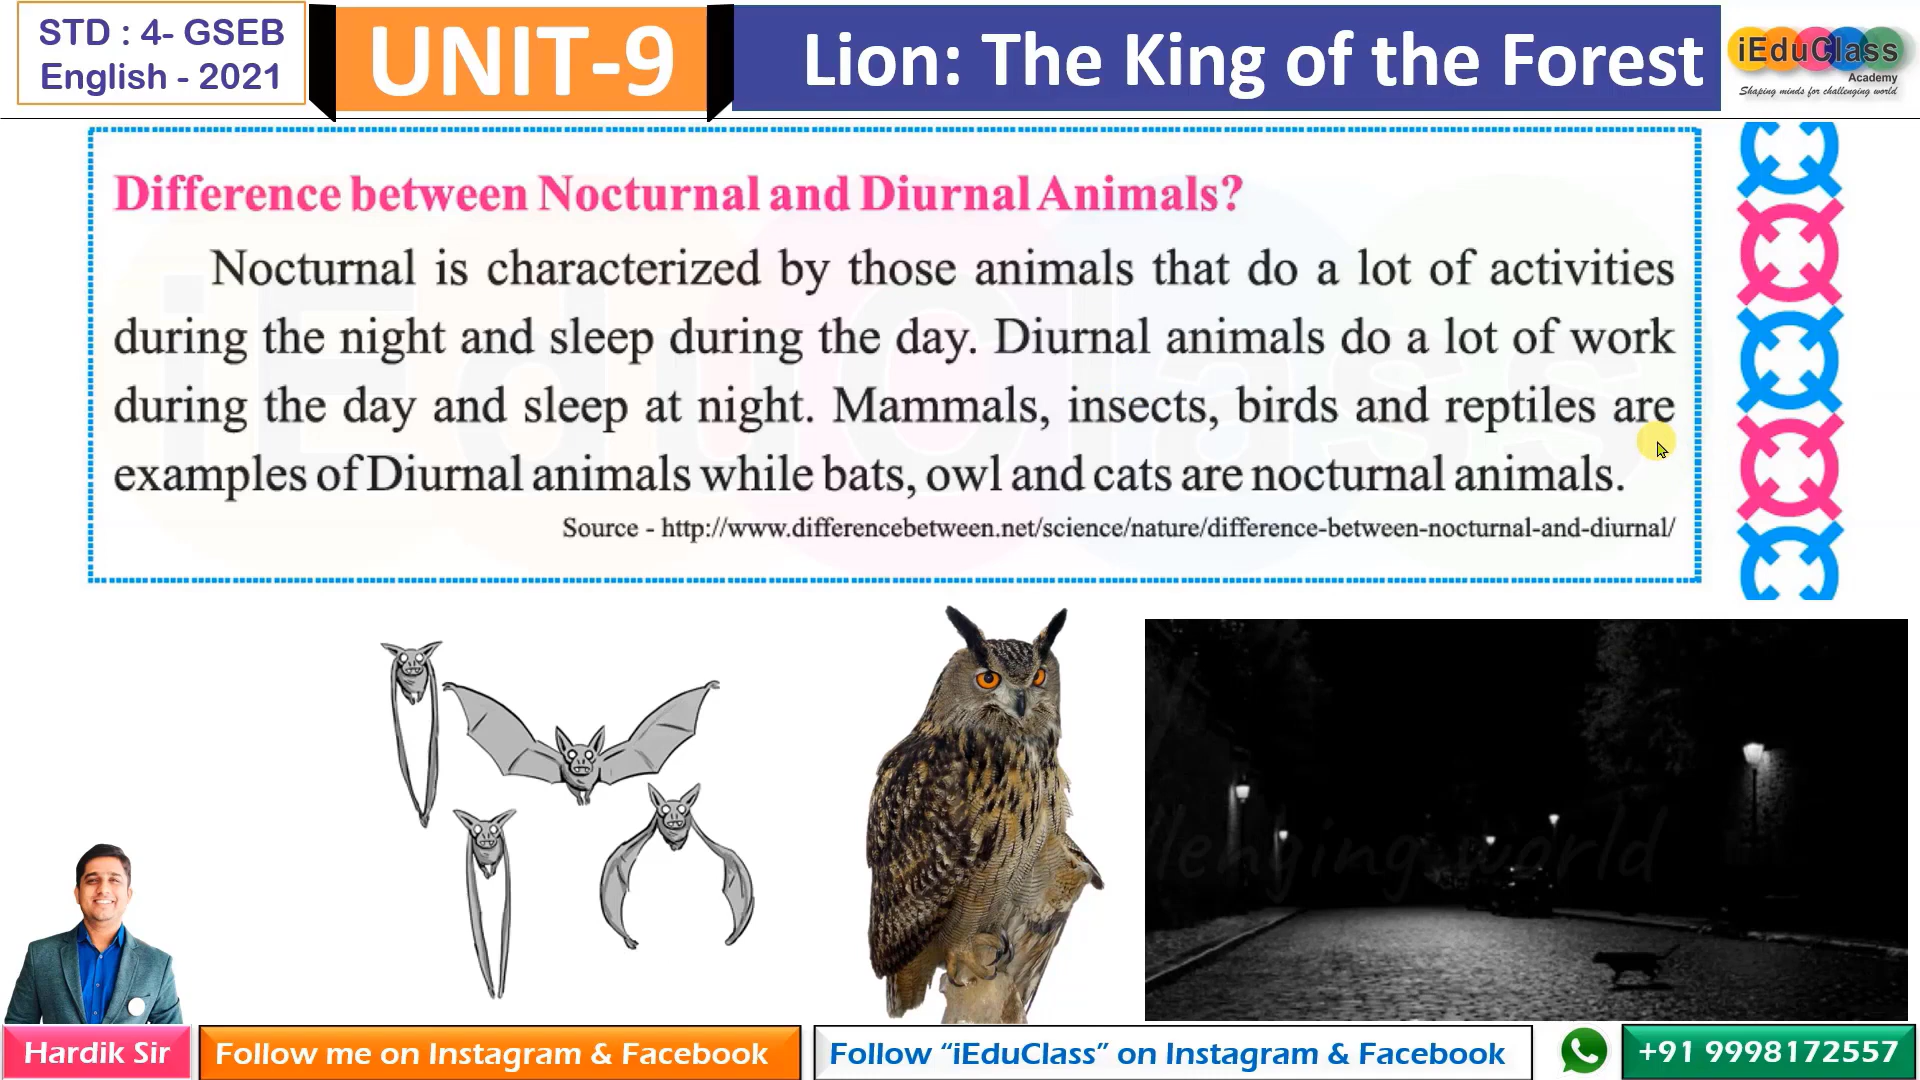 STD : 4- GSEB
English - 2021
UNIT-9
Lion: The King of the Forest
iEduClass
Academy
Shaping minds for challenging world
Difference between Nocturnal and Diurnal Animals?
Nocturnal is characterized by those animals that do a lot of activities
during the night and sleep during the day. Diurnal animals do a lot of work
during the day and sleep at night. Mammals, insects, birds and reptiles are
examples of Diurnal animals while bats, owl and cats are nocturnal animals.
Source - http://www.differencebetween.net/science/nature/difference-between-nocturnal-and-diurnal/
iEduClass
lenging world
Hardik Sir
Follow me on Instagram & Facebook
Follow “iEduClass” on Instagram & Facebook
+91 9998172557